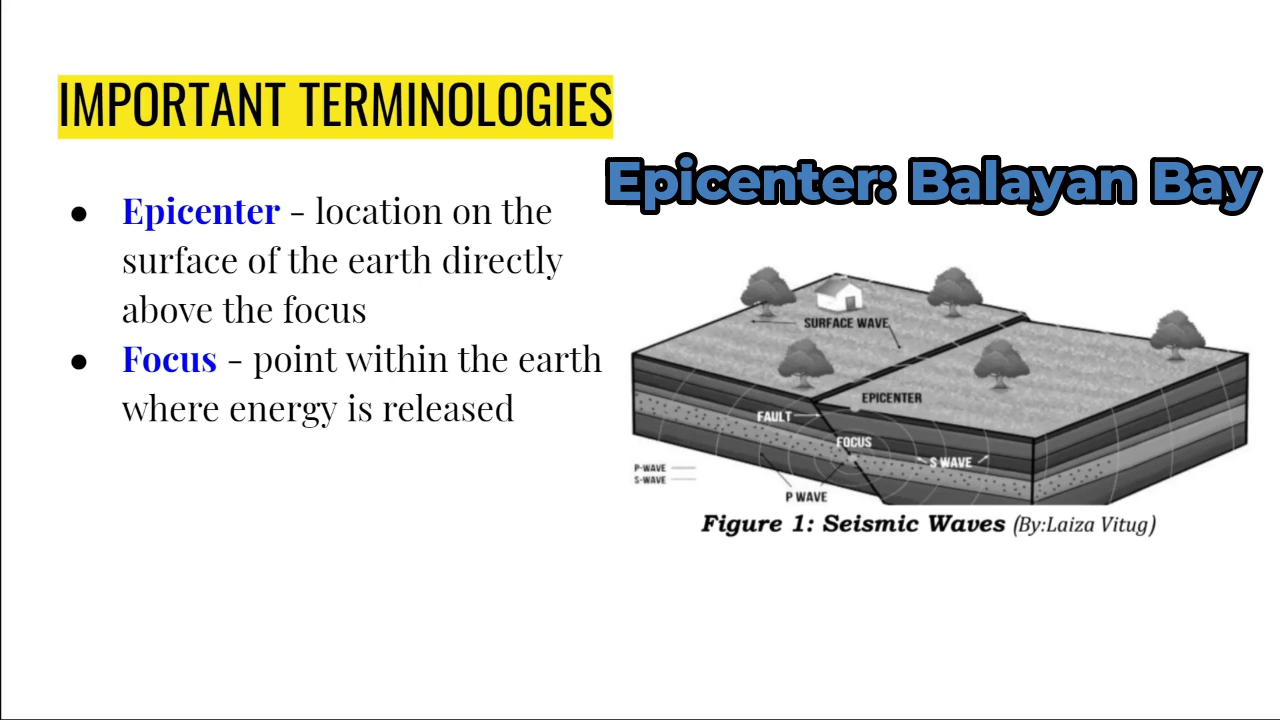 IMPORTANT TERMINOLOGIES
Epicenter: Balayan Bay
● Epicenter - location on the
surface of the earth directly
above the focus
● Focus - point within the earth
where energy is released
SURFACE WAVE
EPICENTER
FAULT
FOCUS
S WAVE
P-WAVE
S-WAVE
P WAVE
Figure 1: Seismic Waves (By:Laiza Vitug)